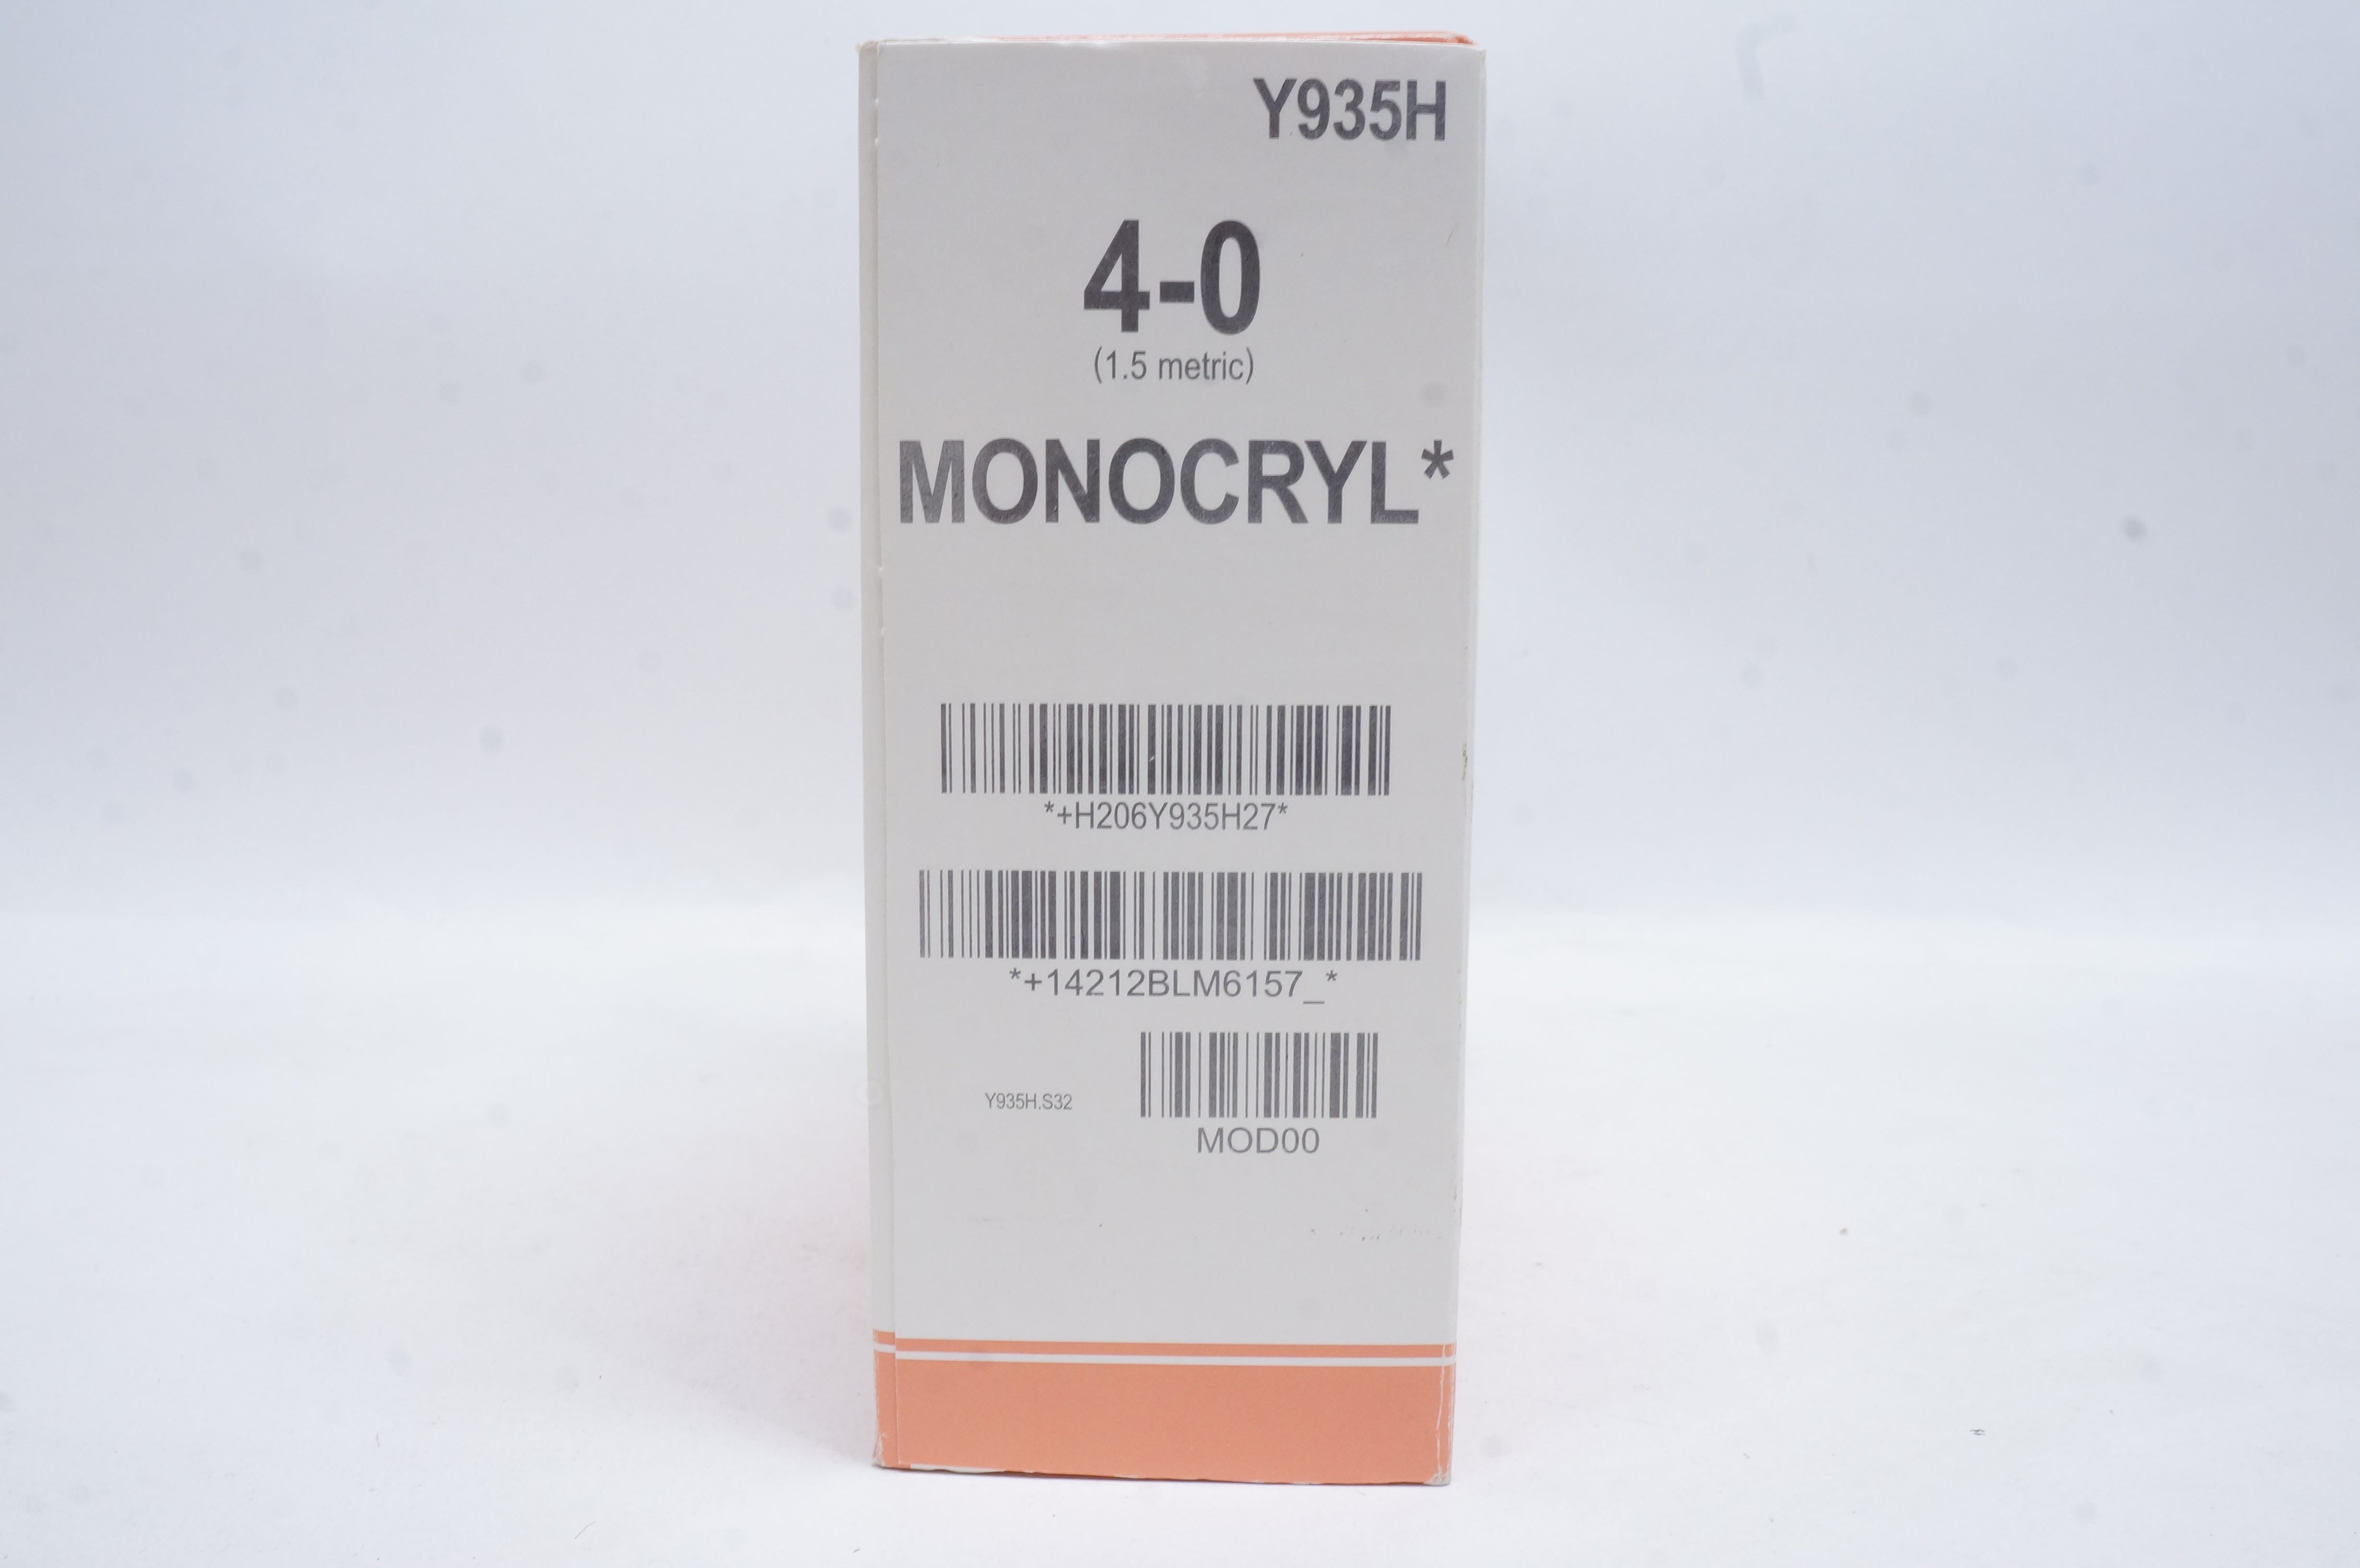 Y935H
4-0
(1.5 metric)
MONOCRYL*
*+H206Y935H27*
*+14212BLM6157_*
Y935H.S32
MOD00